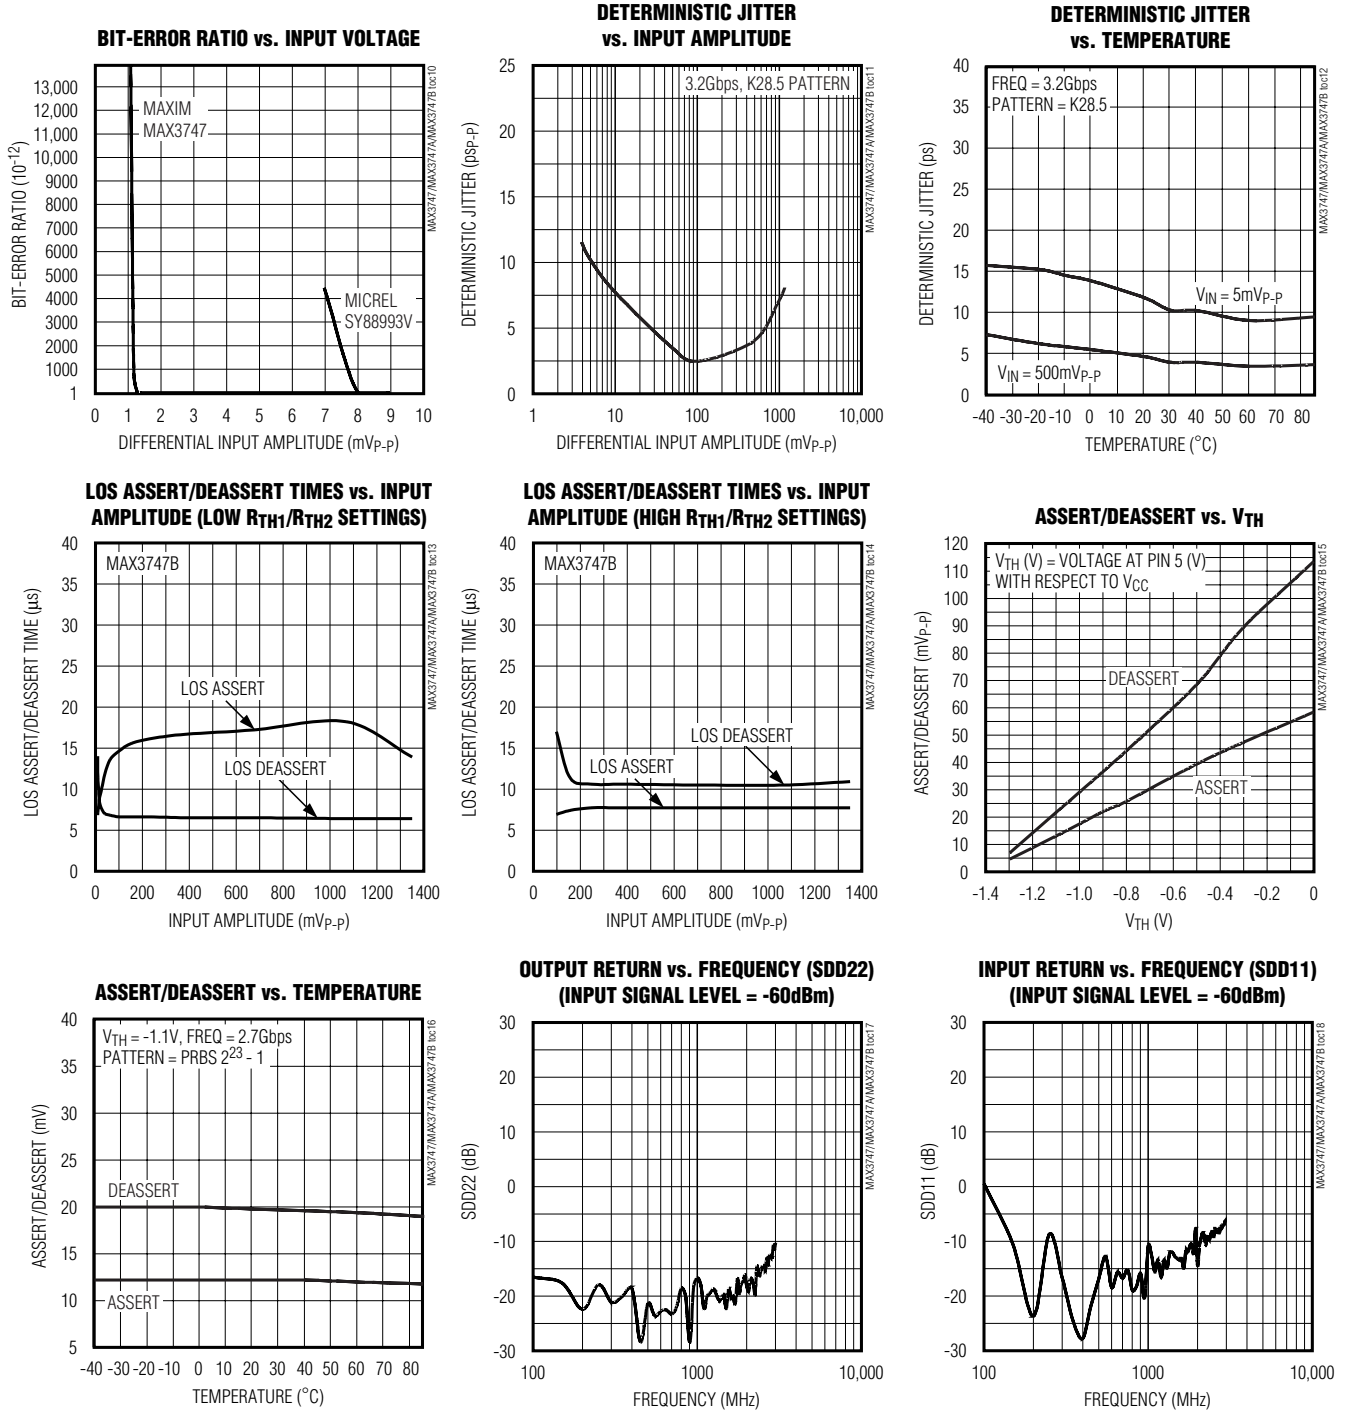 BIT-ERROR RATIO vs. INPUT VOLTAGE
BIT-ERROR RATIO (10-12)
13,000
12,000
11,000
10,000
9000
8000
7000
6000
5000
4000
3000
2000
1000
1
MAXIM
MAX3747
MICREL
SY88993V
0 1 2 3 4 5 6 7 8 9 10
DIFFERENTIAL INPUT AMPLITUDE (mVP-P)
MAX3747/MAX3747A/MAX3747B toc10
DETERMINISTIC JITTER
vs. INPUT AMPLITUDE
DETERMINISTIC JITTER (psP-P)
25
20
15
10
5
0
3.2Gbps, K28.5 PATTERN
1 10 100 1000 10,000
DIFFERENTIAL INPUT AMPLITUDE (mVP-P)
MAX3747/MAX3747A/MAX3747B toc11
DETERMINISTIC JITTER
vs. TEMPERATURE
DETERMINISTIC JITTER (ps)
40
35
30
25
20
15
10
5
0
FREQ = 3.2Gbps
PATTERN = K28.5
VIN = 5mVP-P
VIN = 500mVP-P
-40 -30 -20 -10 0 10 20 30 40 50 60 70 80
TEMPERATURE (°C)
MAX3747/MAX3747A/MAX3747B toc12
LOS ASSERT/DEASSERT TIMES vs. INPUT
AMPLITUDE (LOW RTH1/RTH2 SETTINGS)
LOS ASSERT/DEASSERT TIME (µs)
40
35
30
25
20
15
10
5
0
MAX3747B
LOS ASSERT
LOS DEASSERT
0 200 400 600 800 1000 1200 1400
INPUT AMPLITUDE (mVP-P)
MAX3747/MAX3747A/MAX3747B toc13
LOS ASSERT/DEASSERT TIMES vs. INPUT
AMPLITUDE (HIGH RTH1/RTH2 SETTINGS)
LOS ASSERT/DEASSERT TIME (µs)
40
35
30
25
20
15
10
5
0
MAX3747B
LOS DEASSERT
LOS ASSERT
0 200 400 600 800 1000 1200 1400
INPUT AMPLITUDE (mVP-P)
MAX3747/MAX3747A/MAX3747B toc14
ASSERT/DEASSERT vs. VTH
ASSERT/DEASSERT (mVP-P)
120
110
100
90
80
70
60
50
40
30
20
10
0
VTH (V) = VOLTAGE AT PIN 5 (V)
WITH RESPECT TO VCC
DEASSERT
ASSERT
-1.4 -1.2 -1.0 -0.8 -0.6 -0.4 -0.2 0
VTH (V)
MAX3747/MAX3747A/MAX3747B toc15
ASSERT/DEASSERT vs. TEMPERATURE
ASSERT/DEASSERT (mV)
40
35
30
25
20
15
10
5
VTH = -1.1V, FREQ = 2.7Gbps
PATTERN = PRBS 223 - 1
DEASSERT
ASSERT
-40 -30 -20 -10 0 10 20 30 40 50 60 70 80
TEMPERATURE (°C)
MAX3747/MAX3747A/MAX3747B toc16
OUTPUT RETURN vs. FREQUENCY (SDD22)
(INPUT SIGNAL LEVEL = -60dBm)
SDD22 (dB)
30
20
10
0
-10
-20
-30
100 1000 10,000
FREQUENCY (MHz)
MAX3747/MAX3747A/MAX3747B toc17
INPUT RETURN vs. FREQUENCY (SDD11)
(INPUT SIGNAL LEVEL = -60dBm)
SDD11 (dB)
30
20
10
0
-10
-20
-30
100 1000 10,000
FREQUENCY (MHz)
MAX3747/MAX3747A/MAX3747B toc18